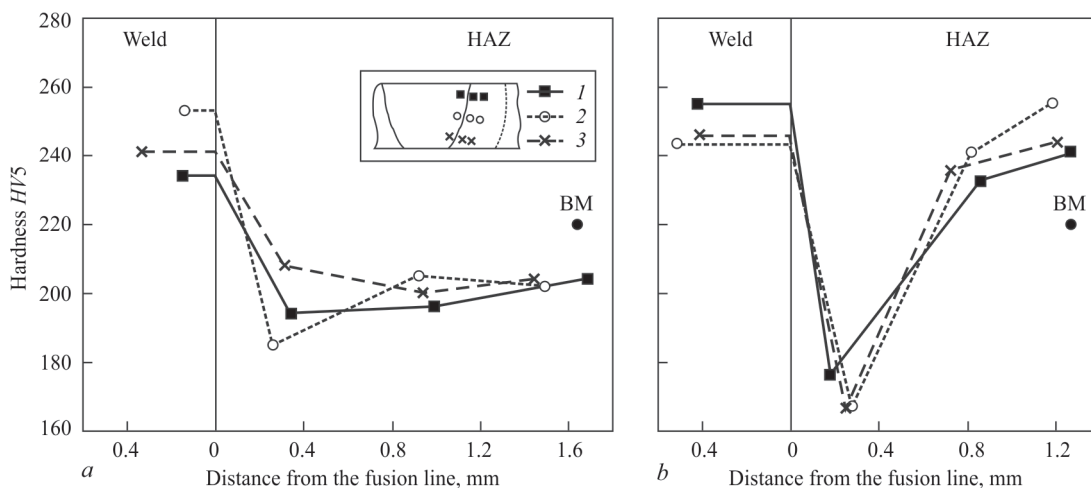 280
260
240
220
200
180
160
Hardness HV5
Weld
HAZ
1
2
3
BM
0.4
0
0.4
0.8
1.2
1.6
a
Distance from the fusion line, mm
Weld
HAZ
BM
0.4
0
0.4
0.8
1.2
b
Distance from the fusion line, mm